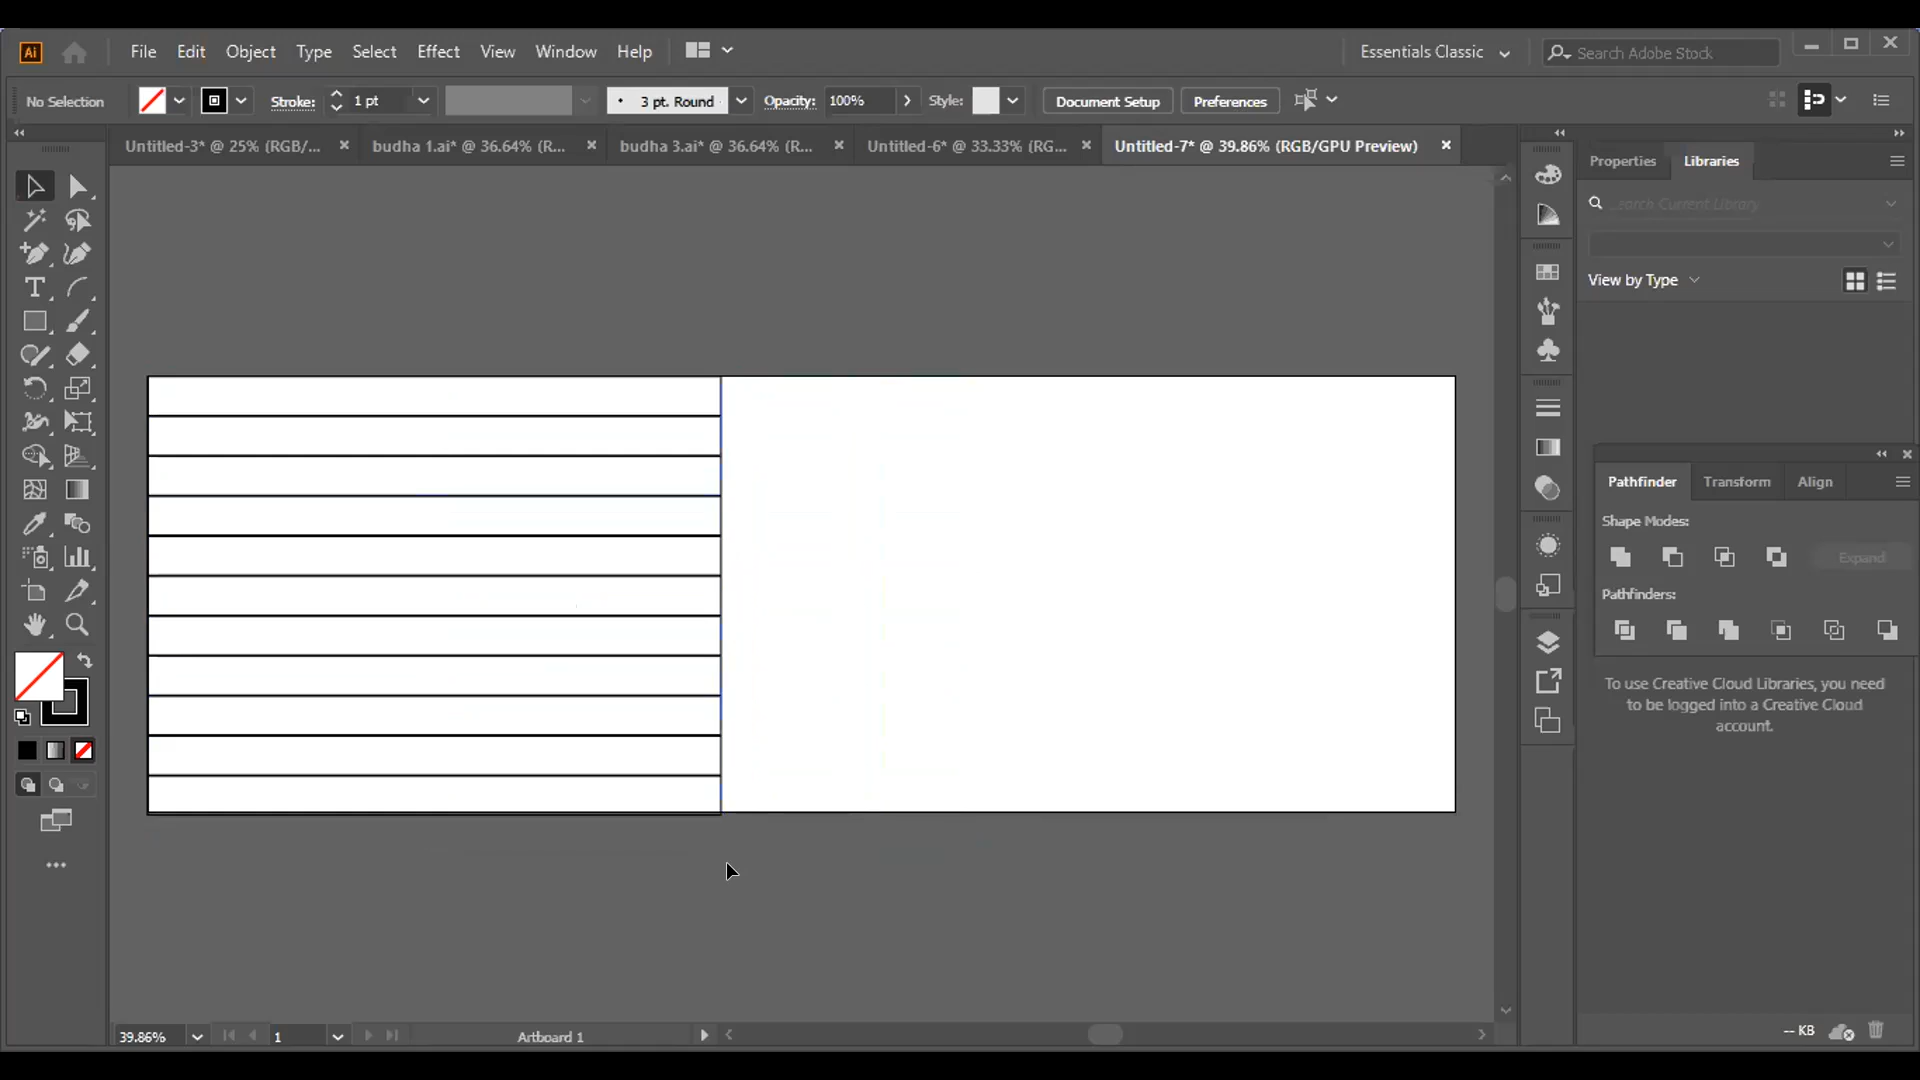 Ai File Edit Object Type Select Effect View Window Help Essentials Classic Search Adobe Stock
No Selection Stroke: 1 pt 3 pt. Round Opacity: 100% Style: Document Setup Preferences
Untitled-3* @ 25% (RGB/... budha 1.ai* @ 36.64% (R... budha 3.ai* @ 36.64% (R... Untitled-6* @ 33.33% (RG... Untitled-7* @ 39.86% (RGB/GPU Preview)
Properties Libraries
Search Current Library
View by Type
Pathfinder Transform Align
Shape Modes:
Expand
Pathfinders:
To use Creative Cloud Libraries, you need
to be logged into a Creative Cloud
account.
39.86% 1 Artboard 1 -- KB